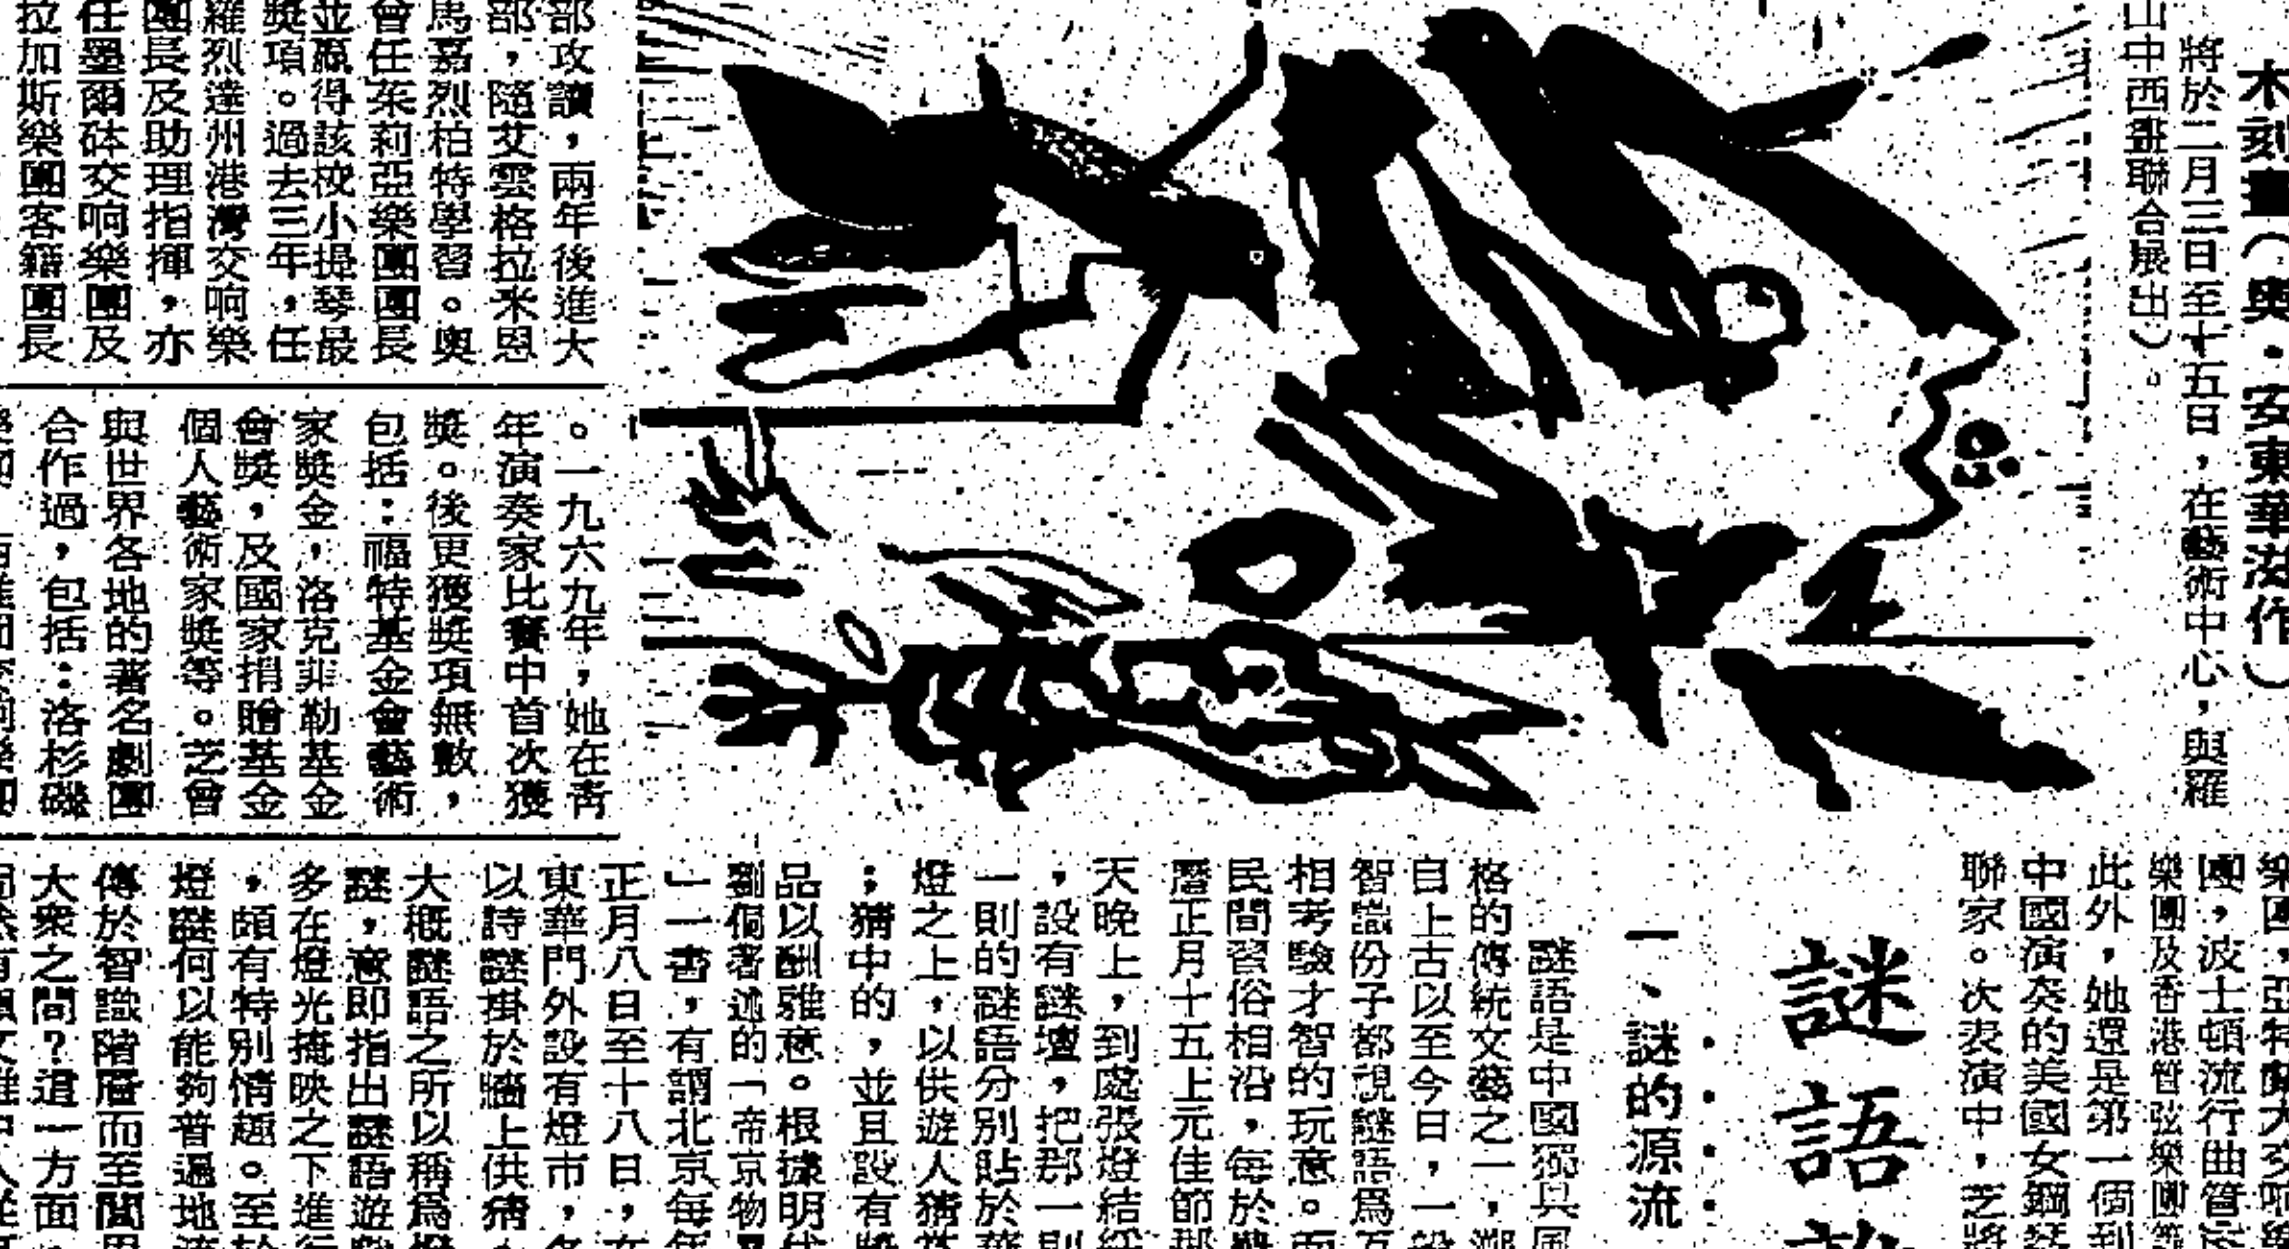 木刻畫（奧·安東華滋作）
將於二月三日至十五日，在藝術中心，與羅
山中西畫聯合展出）。
部攻讀，兩年後進大
部，隨艾雲格拉米恩
馬嘉烈柏特學習。奧
曾任茱莉亞樂團團長
並贏得該校小提琴最
獎項。過去三年，任
羅烈達州港灣交响樂
團長及助理指揮，亦
任墨爾砵交响樂團及
拉加斯樂團客籍團長
。一九六九年，她在靑
年演奏家比賽中首次獲
獎。後更獲獎項無數，
包括：福特基金會藝術
家獎金，洛克菲勒基金
會獎，及國家捐贈基金
個人藝術家獎等。芝曾
與世界各地的著名劇團
合作過，包括：洛杉磯
樂團，亞特蘭大交响樂
團，波士頓流行曲管弦
樂團及香港管弦樂團等
此外，她還是第一個到
中國演奏的美國女鋼琴
聯家。次表演中，芝將
謎語
一、謎的源流
謎語是中國獨具風
格的傳統文藝之一，溯
自上古以至今日，一般
智識份子都視謎語爲互
相考驗才智的玩意。而
民間習俗相沿，每於農
曆正月十五上元佳節那
天晚上，到處張燈結綵
，設有謎壇，把那一則
一則的謎語分別貼於華
燈之上，以供遊人猜茲
；猜中的，並且設有獎
品以酬雅意。根據明代
劉侗著述的「帝京物畧
」一書，有謂北京每年
正月八日至十八日，在
東華門外設有燈市，各
以詩謎掛於牆上供猜，
大概謎語之所以稱爲燈
謎，意即指出謎語遊戲
多在燈光掩映之下進行
，頗有特別情趣。至於
燈謎何以能夠普遍地流
傳於智識階層而至閭里
大衆之間？這一方面，